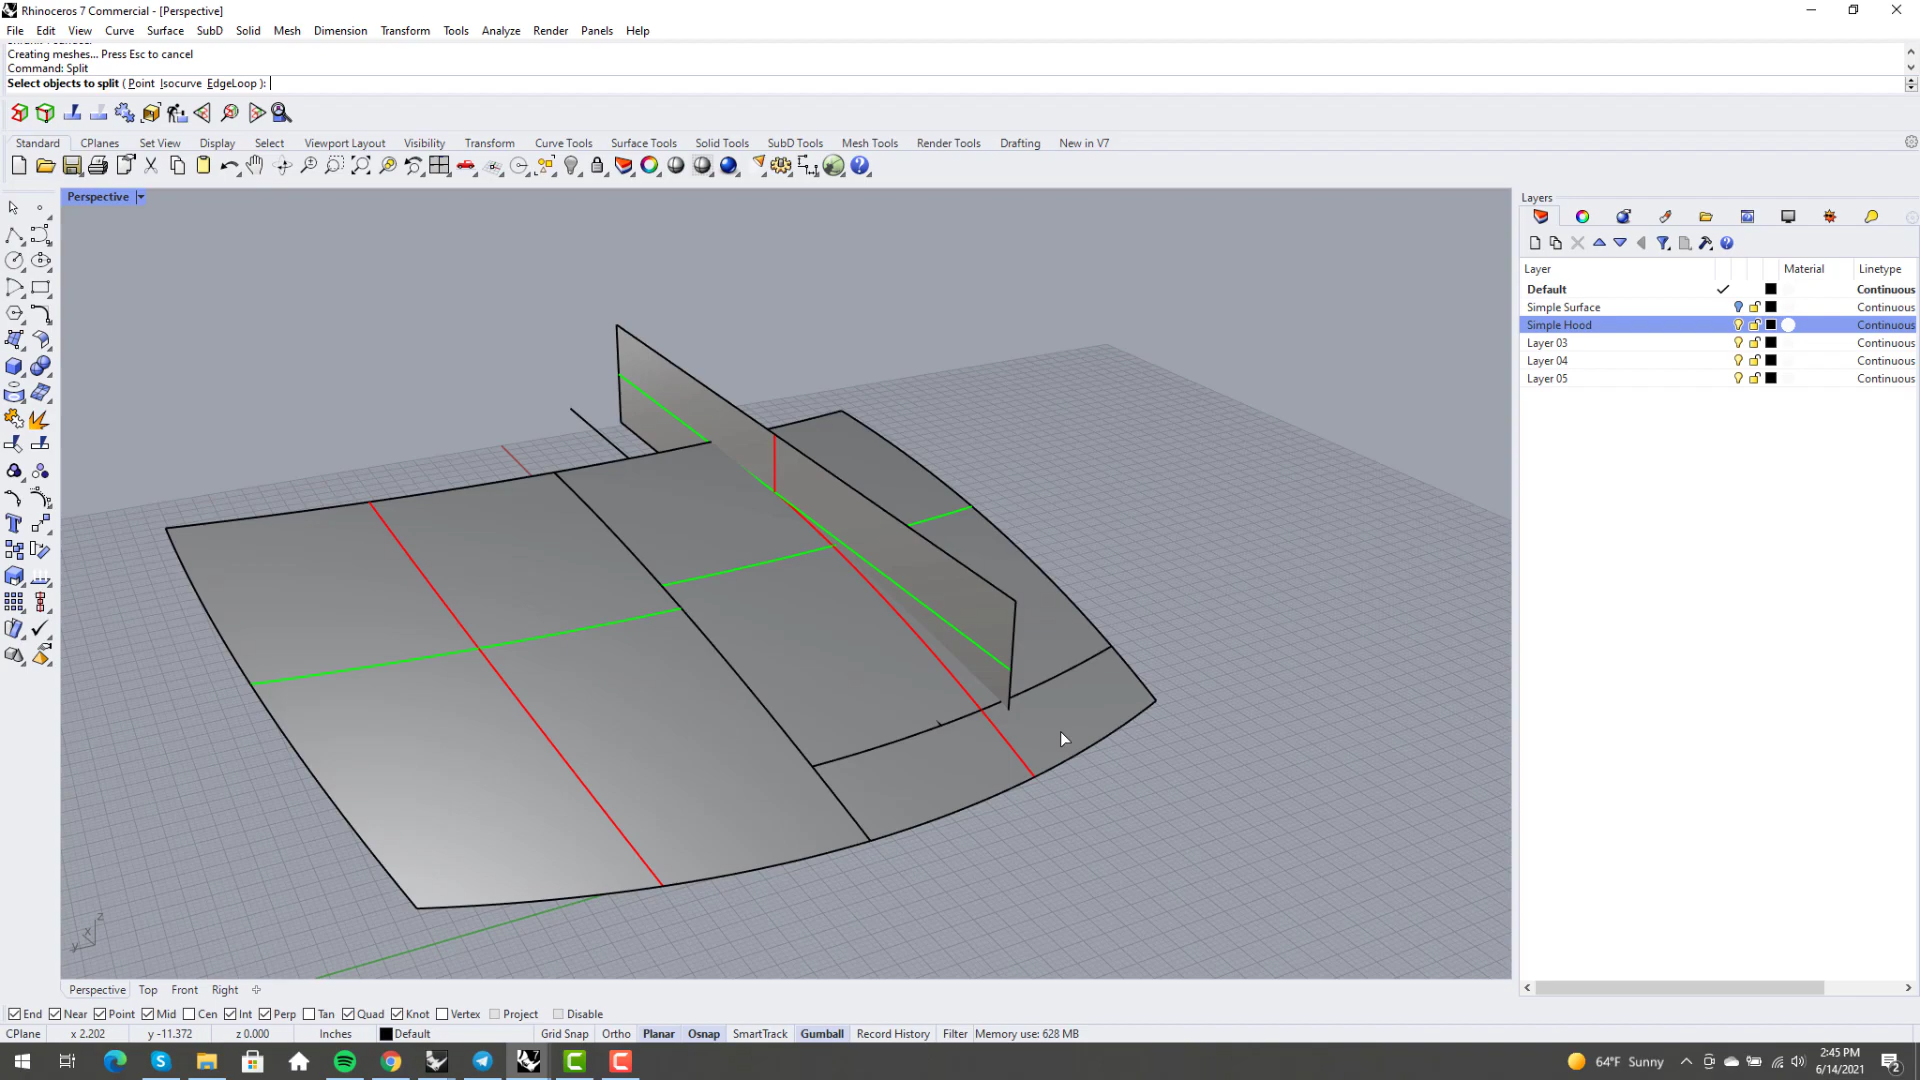 Rhinoceros 7 Commercial - [Perspective]
File Edit View Curve Surface SubD Solid Mesh Dimension Transform Tools Analyze Render Panels Help
Creating meshes... Press Esc to cancel
Command: Split
Select objects to split ( Point Isocurve EdgeLoop ):
Standard CPlanes Set View Display Select Viewport Layout Visibility Transform Curve Tools Surface Tools Solid Tools SubD Tools Mesh Tools Render Tools Drafting New in V7
Perspective
Layers
Layer Material Linetype
Default Continuous
Simple Surface Continuous
Simple Hood Continuous
Layer 03 Continuous
Layer 04 Continuous
Layer 05 Continuous
z
x
y
Perspective Top Front Right
End Near Point Mid Cen Int Perp Tan Quad Knot Vertex Project Disable
CPlane x 2.202 y -11.372 z 0.000 Inches Default Grid Snap Ortho Planar Osnap SmartTrack Gumball Record History Filter Memory use: 628 MB
64°F Sunny
2:45 PM
6/14/2021
2